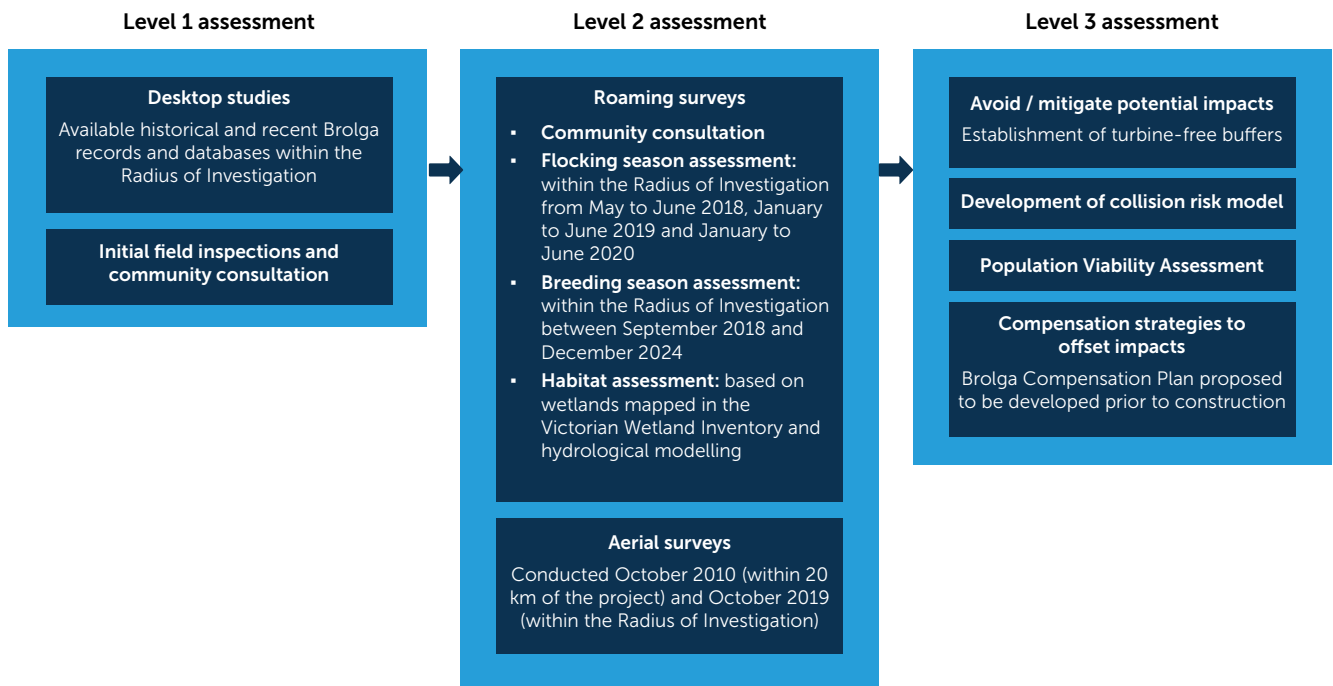 Level 1 assessment
Desktop studies
Available historical and recent Brolga
records and databases within the
Radius of Investigation
Initial field inspections and
community consultation
Level 2 assessment
Roaming surveys
▪ Community consultation
▪ Flocking season assessment:
within the Radius of Investigation
from May to June 2018, January
to June 2019 and January to
June 2020
▪ Breeding season assessment:
within the Radius of Investigation
between September 2018 and
December 2024
▪ Habitat assessment: based on
wetlands mapped in the
Victorian Wetland Inventory and
hydrological modelling
Aerial surveys
Conducted October 2010 (within 20
km of the project) and October 2019
(within the Radius of Investigation)
Level 3 assessment
Avoid / mitigate potential impacts
Establishment of turbine-free buffers
Development of collision risk model
Population Viability Assessment
Compensation strategies to
offset impacts
Brolga Compensation Plan proposed
to be developed prior to construction